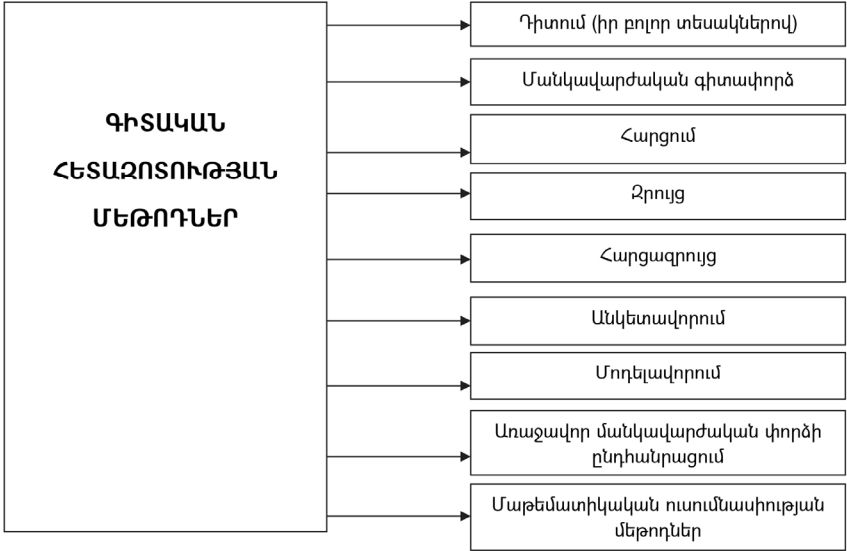 ԳԻՏԱԿԱՆ
ՀԵՏԱԶՈՏՈՒԹՅԱՆ
ՄԵԹՈԴՆԵՐ
Դիտում (իր բոլոր տեսակներով)
Մանկավարժական գիտափորձ
Հարցում
Զրույց
Հարցազրույց
Անկետավորում
Մոդելավորում
Առաջավոր մանկավարժական փորձի
ընդհանրացում
Մաթեմատիկական ուսումնասիության
մեթոդներ